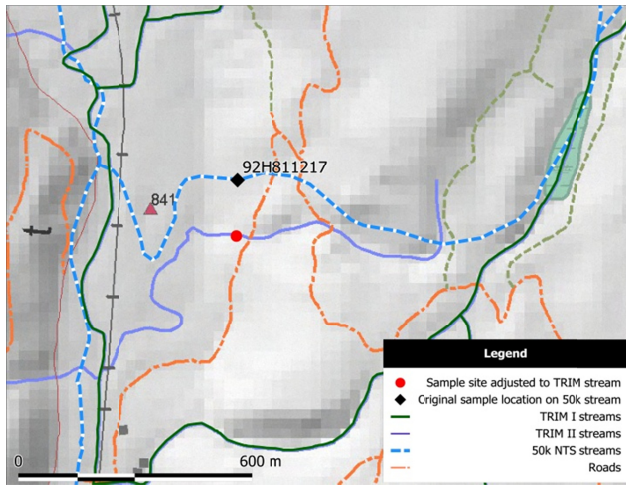 92H811217
841
t
Legend
Sample site adjusted to TRIM stream
Original sample location on 50k stream
TRIM I streams
TRIM II streams
50k NTS streams
Roads
0 600 m